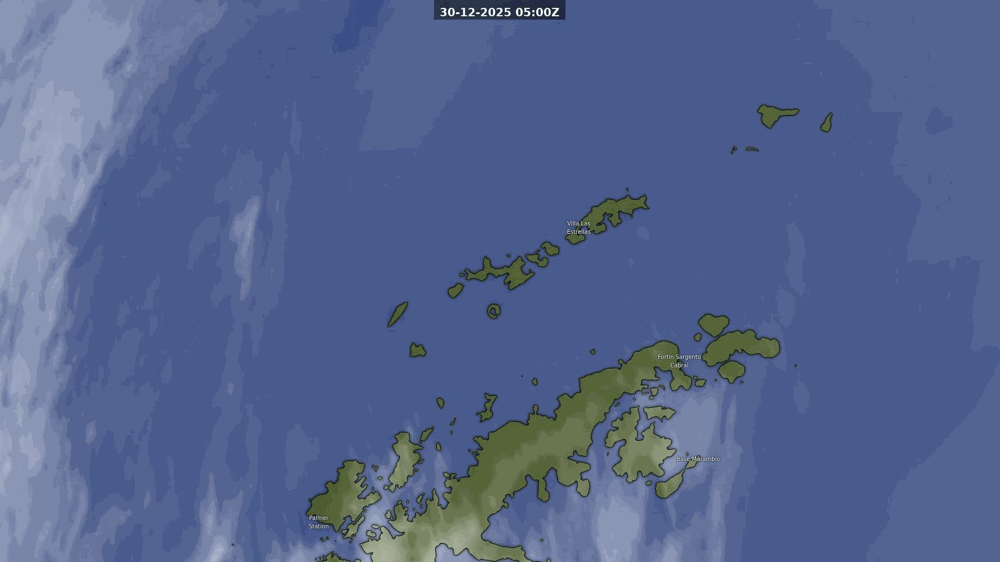 30-12-2025 05:00Z
Villa Las
Estrellas
Fortin Sargento
Cabral
Base Marambio
Palmer
Station